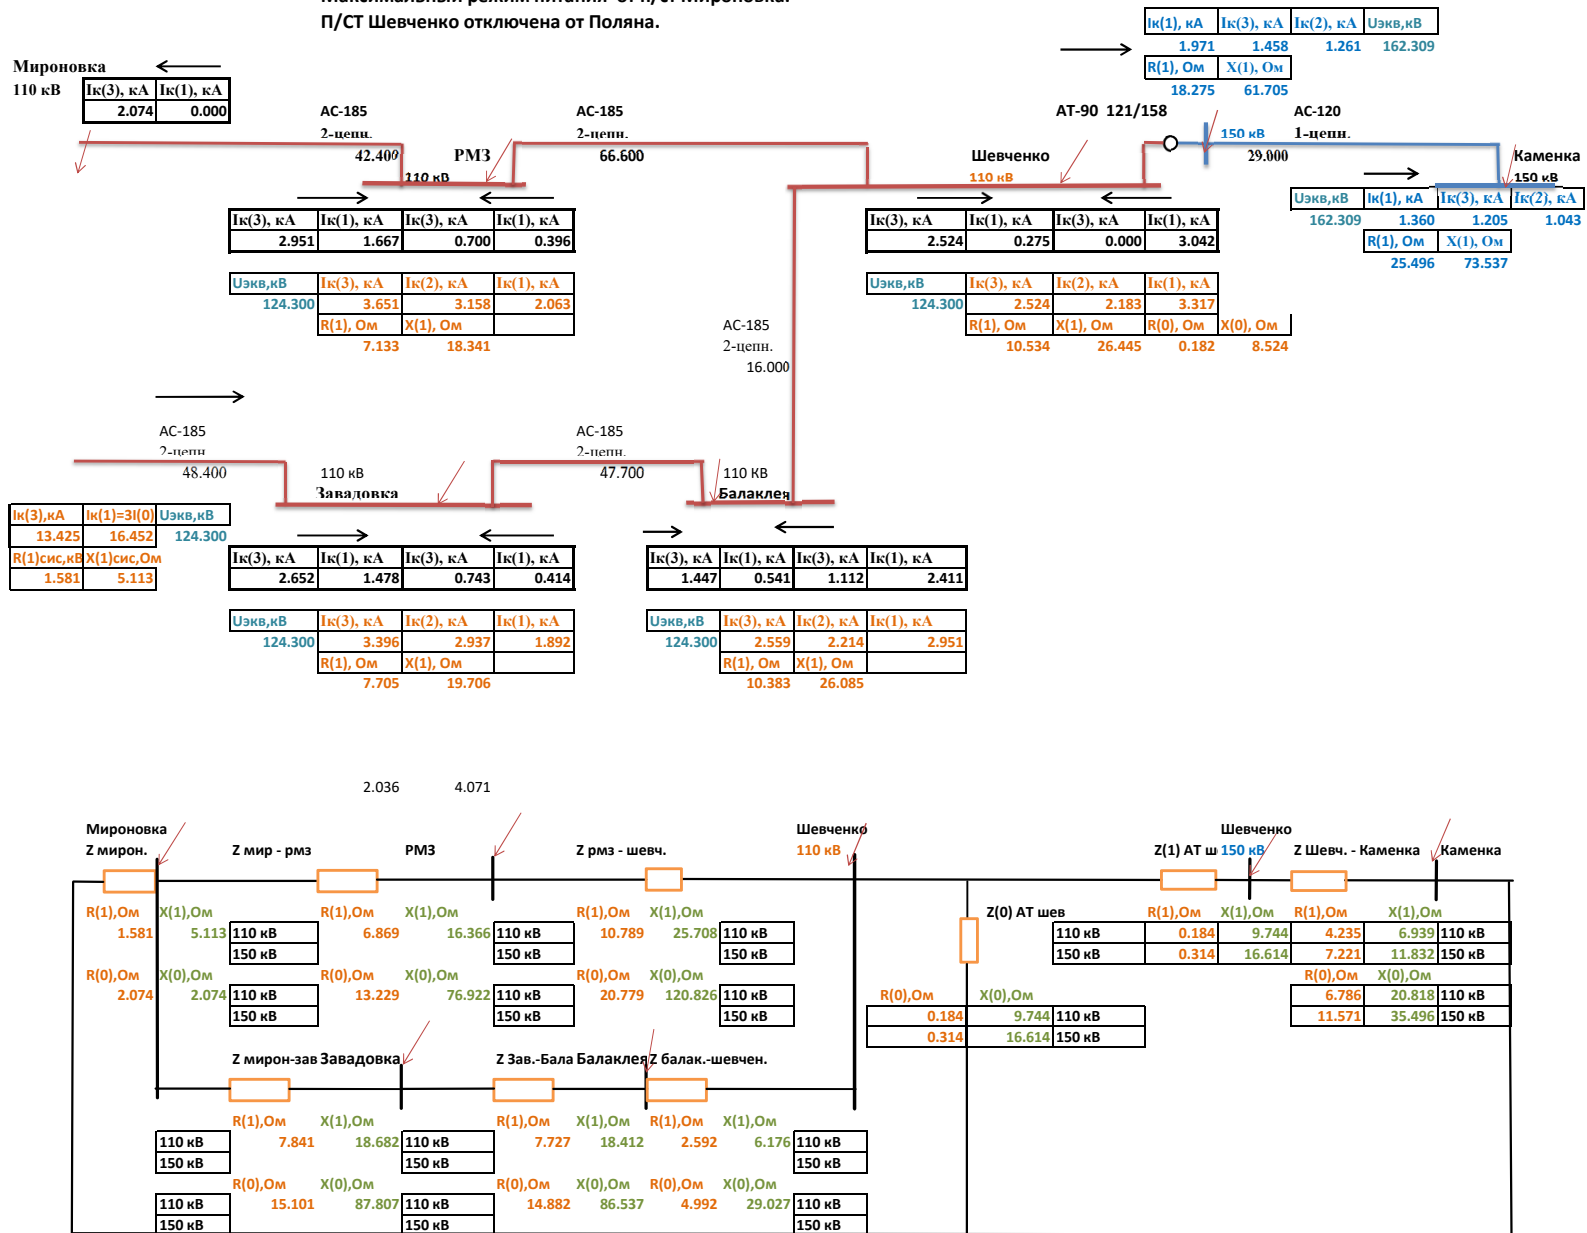 Максимальный режим питания от п/ст Мироновка.
П/СТ Шевченко отключена от Поляна.
Iк(1), кА Iк(3), кА Iк(2), кА Uэкв,кВ
1.971 1.458 1.261 162.309
R(1), Ом X(1), Ом
18.275 61.705
Мироновка
110 кВ Iк(3), кА Iк(1), кА
2.074 0.000
АС-185 АС-185 АТ-90 121/158 АС-120
2-цепн. 2-цепн. 150 кВ 1-цепн.
42.400 РМЗ 66.600 Шевченко 29.000 Каменка
110 кВ 110 кВ 150 кВ
Uэкв,кВ Iк(1), кА Iк(3), кА Iк(2), кА
162.309 1.360 1.205 1.043
R(1), Ом X(1), Ом
25.496 73.537
Iк(3), кА Iк(1), кА Iк(3), кА Iк(1), кА Iк(3), кА Iк(1), кА Iк(3), кА Iк(1), кА
2.951 1.667 0.700 0.396 2.524 0.275 0.000 3.042
Uэкв,кВ Iк(3), кА Iк(2), кА Iк(1), кА Uэкв,кВ Iк(3), кА Iк(2), кА Iк(1), кА
124.300 3.651 3.158 2.063 124.300 2.524 2.183 3.317
R(1), Ом X(1), Ом R(1), Ом X(1), Ом R(0), Ом X(0), Ом
7.133 18.341 10.534 26.445 0.182 8.524
АС-185
2-цепн.
16.000
АС-185 АС-185
2-цепн 2-цепн.
48.400 110 кВ 47.700 110 КВ
Завадовка Балаклея
Iк(3),кА Iк(1)=3I(0) Uэкв,кВ
13.425 16.452 124.300
R(1)сис,кВ X(1)сис,Ом
1.581 5.113
Iк(3), кА Iк(1), кА Iк(3), кА Iк(1), кА Iк(3), кА Iк(1), кА Iк(3), кА Iк(1), кА
2.652 1.478 0.743 0.414 1.447 0.541 1.112 2.411
Uэкв,кВ Iк(3), кА Iк(2), кА Iк(1), кА Uэкв,кВ Iк(3), кА Iк(2), кА Iк(1), кА
124.300 3.396 2.937 1.892 124.300 2.559 2.214 2.951
R(1), Ом X(1), Ом R(1), Ом X(1), Ом
7.705 19.706 10.383 26.085
2.036 4.071
Мироновка Шевченко Шевченко
Z мирон. Z мир - рмз РМЗ Z рмз - шевч. 110 кВ Z(1) АТ ш 150 кВ Z Шевч. - Каменка Каменка
R(1),Ом X(1),Ом R(1),Ом X(1),Ом R(1),Ом X(1),Ом Z(0) АТ шев R(1),Ом X(1),Ом R(1),Ом X(1),Ом
1.581 5.113 110 кВ 6.869 16.366 110 кВ 10.789 25.708 110 кВ 110 кВ 0.184 9.744 4.235 6.939 110 кВ
150 кВ 150 кВ 150 кВ 150 кВ 0.314 16.614 7.221 11.832 150 кВ
R(0),Ом X(0),Ом R(0),Ом X(0),Ом R(0),Ом X(0),Ом R(0),Ом X(0),Ом
2.074 2.074 110 кВ 13.229 76.922 110 кВ 20.779 120.826 110 кВ R(0),Ом X(0),Ом 6.786 20.818 110 кВ
150 кВ 150 кВ 150 кВ 0.184 9.744 110 кВ 11.571 35.496 150 кВ
0.314 16.614 150 кВ
Z мирон-зав Завадовка Z Зав.-Бала Балаклея Z балак.-шевчен.
R(1),Ом X(1),Ом R(1),Ом X(1),Ом R(1),Ом X(1),Ом
110 кВ 7.841 18.682 110 кВ 7.727 18.412 2.592 6.176 110 кВ
150 кВ 150 кВ 150 кВ
R(0),Ом X(0),Ом R(0),Ом X(0),Ом R(0),Ом X(0),Ом
110 кВ 15.101 87.807 110 кВ 14.882 86.537 4.992 29.027 110 кВ
150 кВ 150 кВ 150 кВ